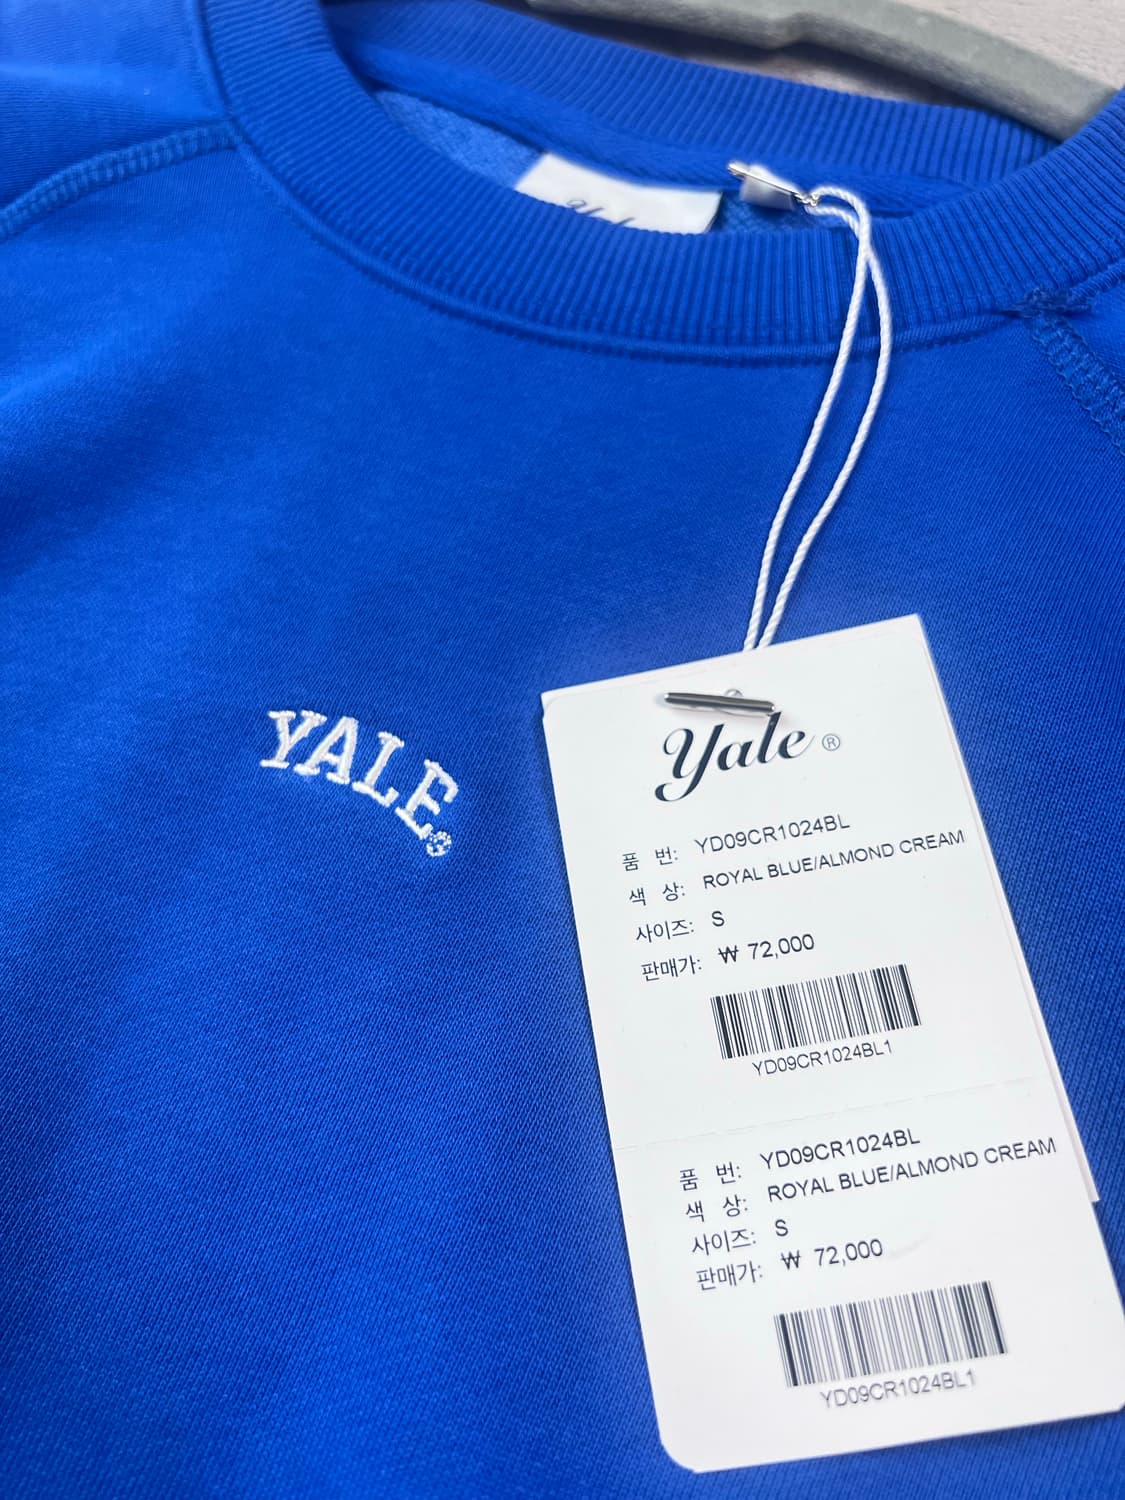 YALE®
Yale®
품 번: YD09CR1024BL
색 상: ROYAL BLUE/ALMOND CREAM
사이즈: S
판매가: ₩ 72,000
YD09CR1024BL1
품 번: YD09CR1024BL
색 상: ROYAL BLUE/ALMOND CREAM
사이즈: S
판매가: ₩ 72,000
YD09CR1024BL1